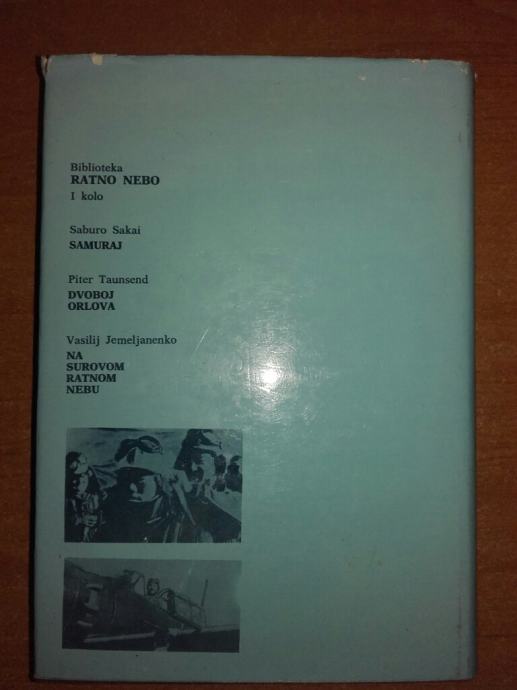 Biblioteka
RATNO NEBO
I kolo
Saburo Sakai
SAMURAJ
Piter Taunsend
DVOBOJ
ORLOVA
Vasilij Jemeljanenko
NA
SUROVOM
RATNOM
NEBU